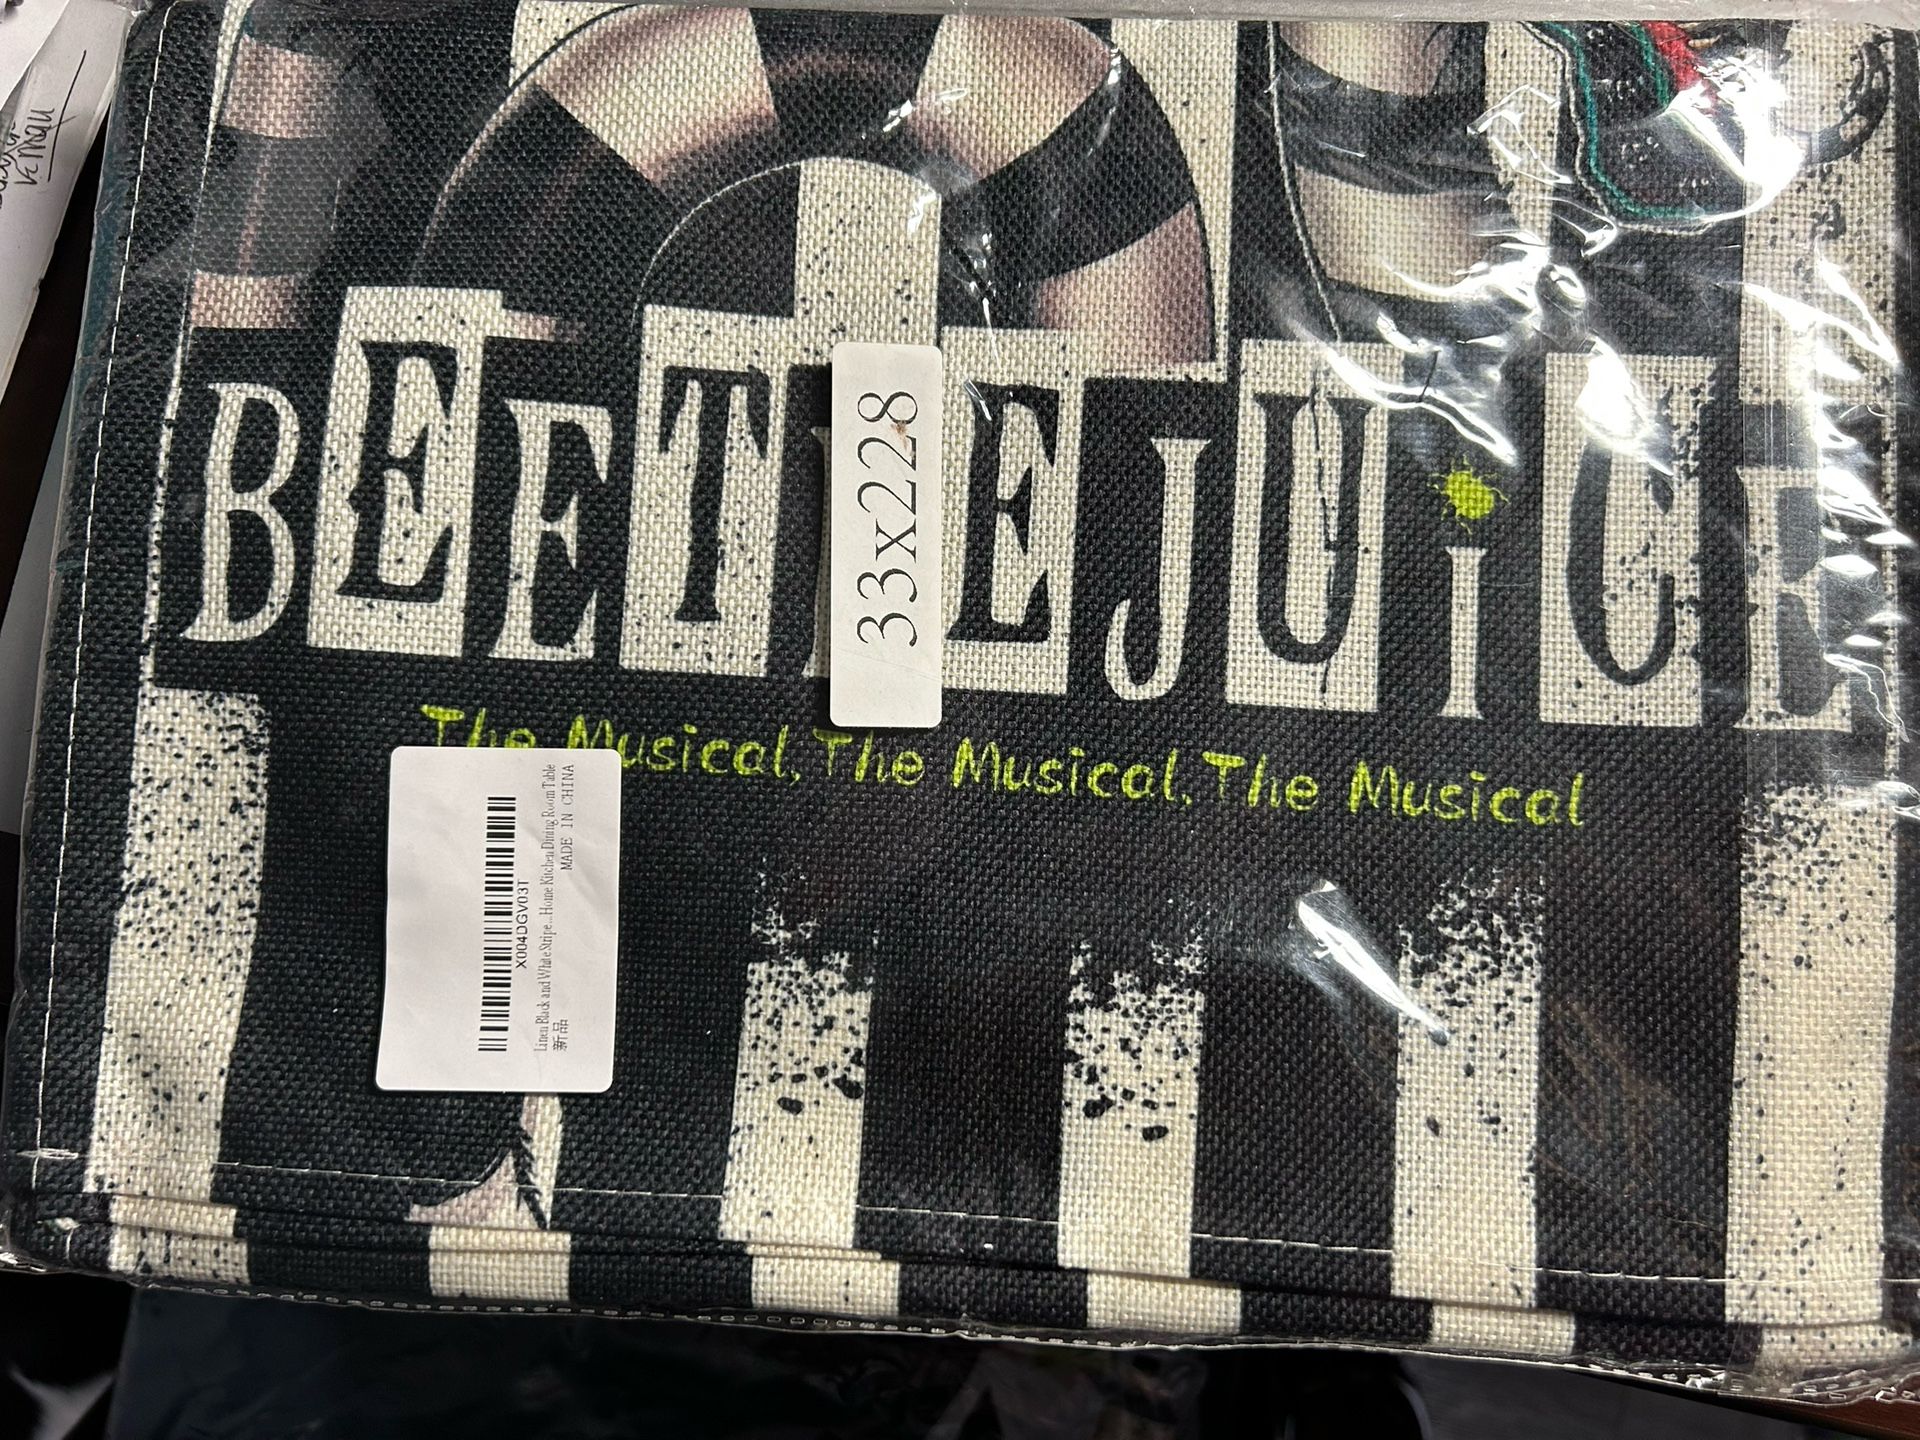 BEETLEJUiCE
33x228
The Musical, The Musical, The Musical
X004DGV03T
Linen Black and White Stripe...Home Kitchen Dining Room Table
新品
MADE IN CHINA